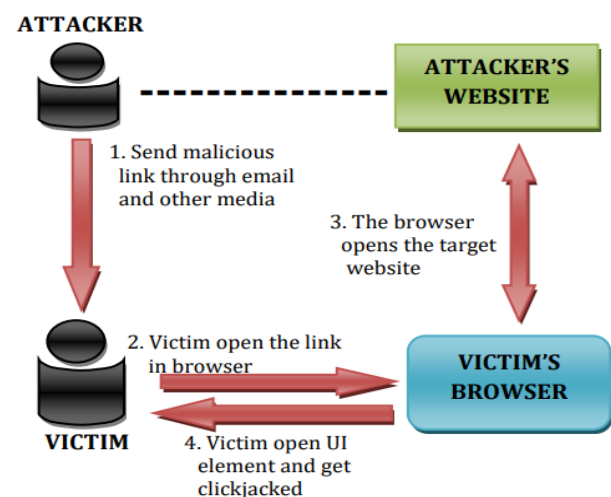 ATTACKER
ATTACKER'S
WEBSITE
1. Send malicious
link through email
and other media
3. The browser
opens the target
website
2. Victim open the link
in browser
VICTIM'S
BROWSER
VICTIM
4. Victim open UI
element and get
clickjacked